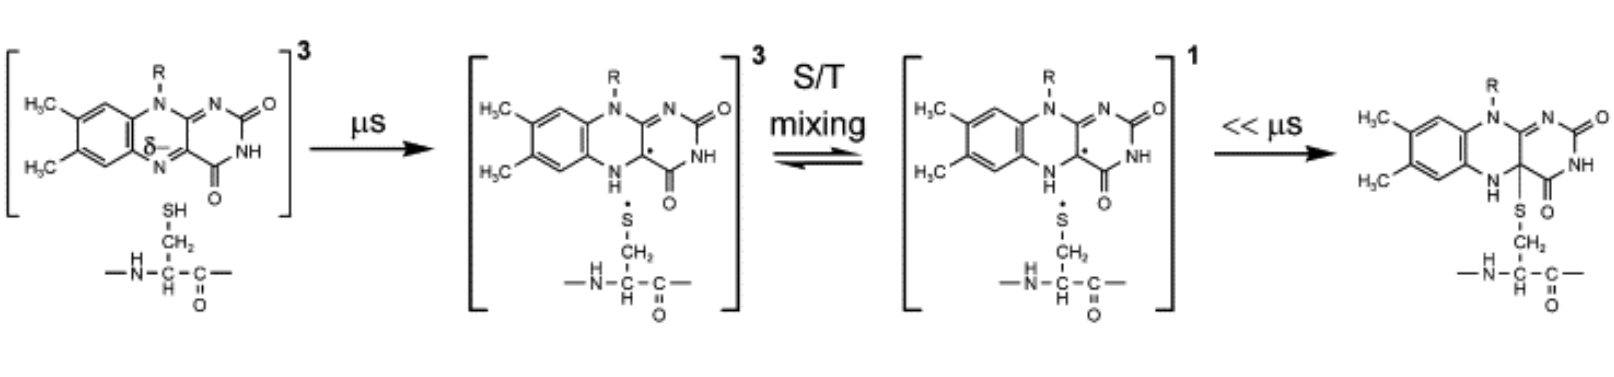 3
R
H₃C N N O
δ–
H₃C N NH
O
SH
CH₂
H
N C C
H O
μs
3
R
H₃C N N O
H₃C N NH
H O
S
CH₂
H
N C C
H O
S/T
mixing
1
R
H₃C N N O
H₃C N NH
H O
S
CH₂
H
N C C
H O
<< μs
R
H₃C N N O
H₃C N NH
H S O
CH₂
H
N C C
H O